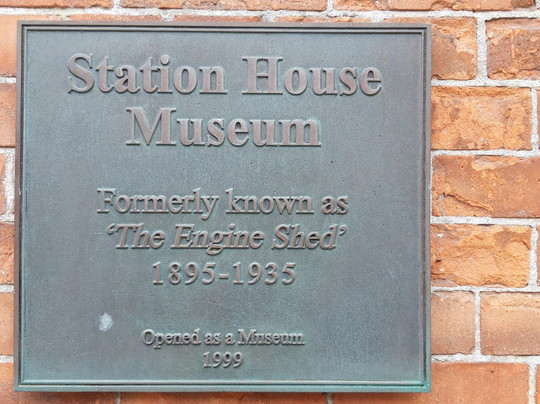 Station House
Museum
Formerly known as
‘The Engine Shed’
1895-1935
Opened as a Museum
1999